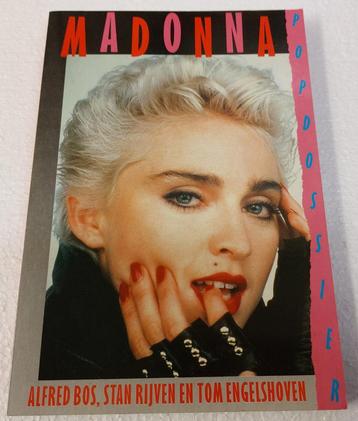 MADONNA
POPDOSSIER
ALFRED BOS, STAN RIJVEN EN TOM ENGELSHOVEN